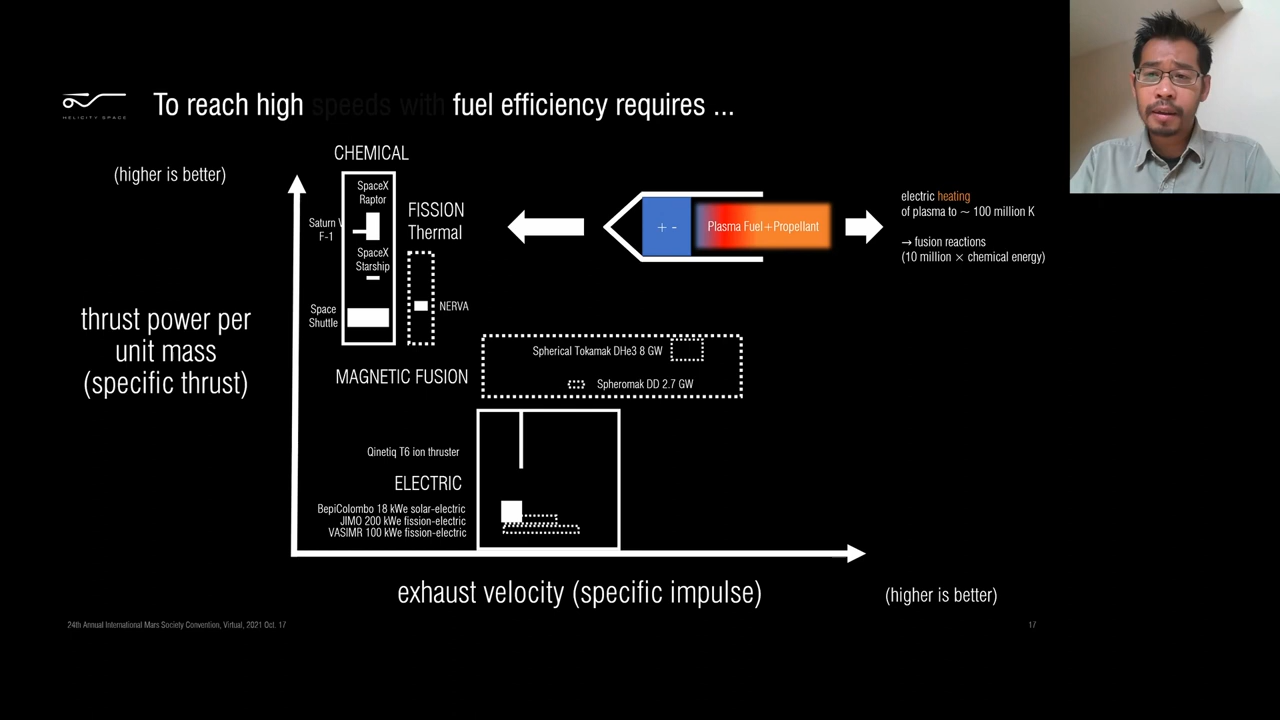 HELICITY SPACE
To reach high speeds with fuel efficiency requires ...
(higher is better)
CHEMICAL
SpaceX
Raptor
Saturn V
F-1
SpaceX
Starship
Space
Shuttle
FISSION
Thermal
NERVA
+ -
Plasma Fuel+Propellant
electric heating
of plasma to ~ 100 million K
→ fusion reactions
(10 million × chemical energy)
thrust power per
unit mass
(specific thrust)
MAGNETIC FUSION
Spherical Tokamak DHe3 8 GW
Spheromak DD 2.7 GW
Qinetiq T6 ion thruster
ELECTRIC
BepiColombo 18 kWe solar-electric
JIMO 200 kWe fission-electric
VASIMR 100 kWe fission-electric
exhaust velocity (specific impulse)
(higher is better)
24th Annual International Mars Society Convention, Virtual, 2021 Oct. 17
17